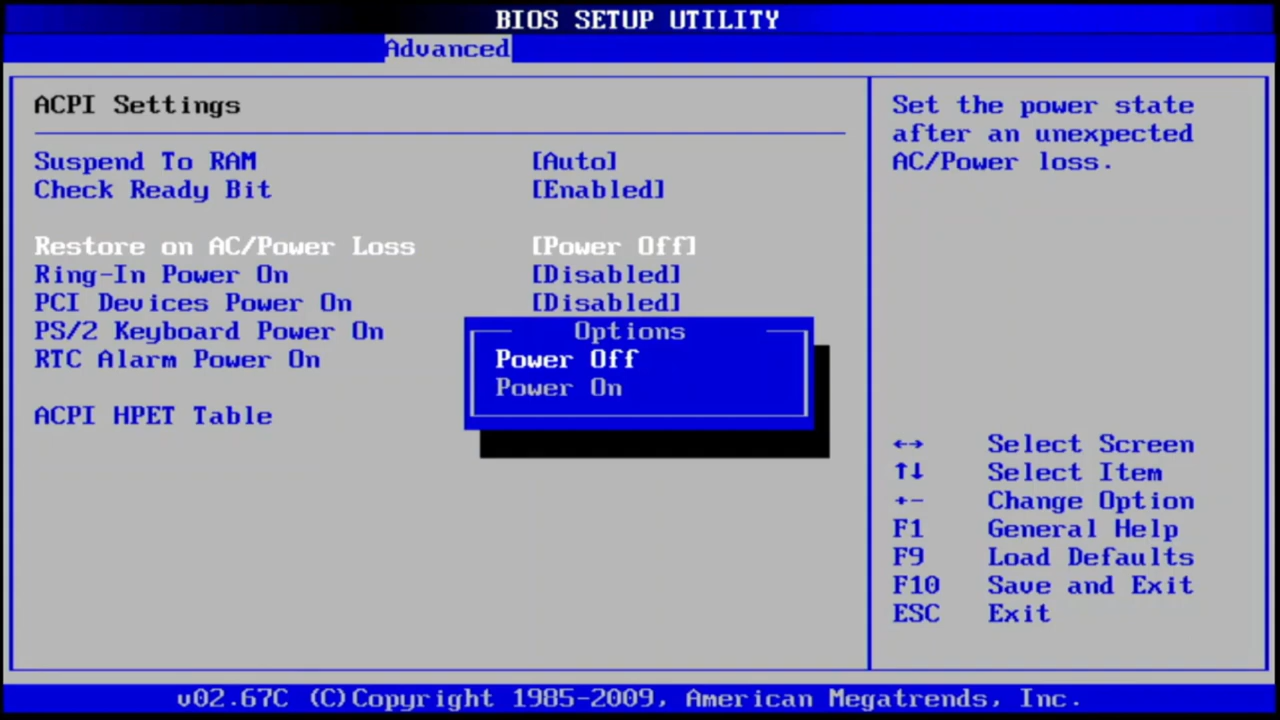 BIOS SETUP UTILITY
Advanced
ACPI Settings
Suspend To RAM [Auto]
Check Ready Bit [Enabled]
Restore on AC/Power Loss [Power Off]
Ring-In Power On [Disabled]
PCI Devices Power On [Disabled]
PS/2 Keyboard Power On
RTC Alarm Power On
ACPI HPET Table
Options
Power Off
Power On
Set the power state
after an unexpected
AC/Power loss.
←→ Select Screen
↑↓ Select Item
+- Change Option
F1 General Help
F9 Load Defaults
F10 Save and Exit
ESC Exit
v02.67C (C)Copyright 1985-2009, American Megatrends, Inc.